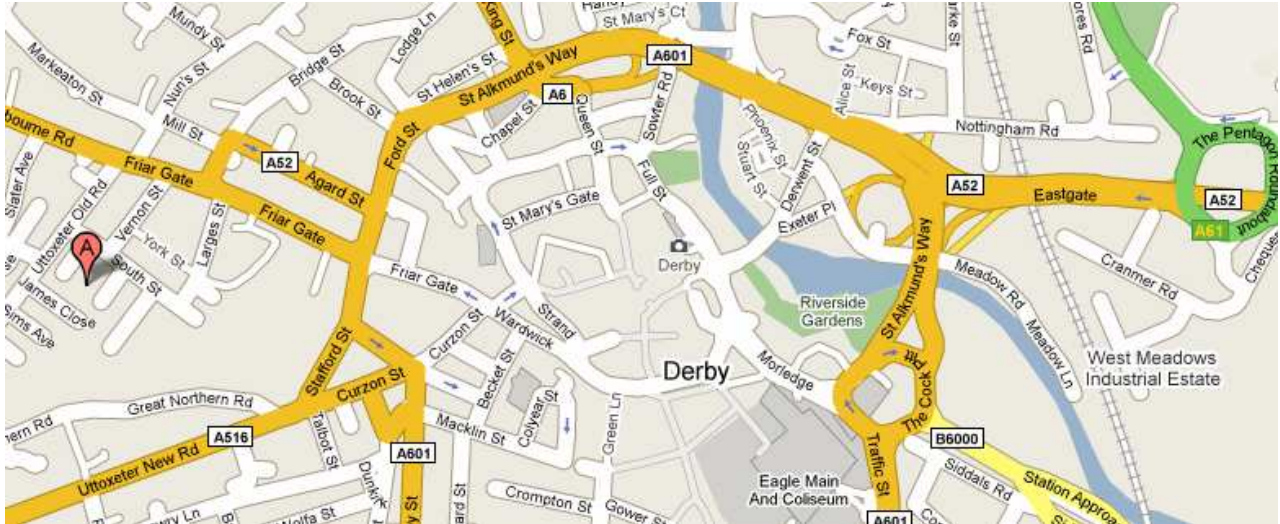 St Mary's Ct
King St
Mundy St
Lodge Ln
Fox St
Markeaton St
Nun's St
Bridge St
St Helen's St
St Alkmund's Way
A601
Alice St
Keys St
Brook St
A6
Chapel St
Queen St
Sowter Rd
Phoenix St
Nottingham Rd
The Pentagon Roundabout
Mill St
Ford St
Friar Gate
A52
Agard St
Full St
Stuart St
Derwent St
A52
Eastgate
A52
Slater Ave
Uttoxeter Old Rd
Vernon St
York St
Larges St
Friar Gate
St Mary's Gate
Exeter Pl
A61
A
South St
Derby
St Alkmund's Way
Meadow Rd
Cranmer Rd
James Close
Friar Gate
Riverside
Gardens
Sims Ave
Stafford St
Curzon St
Wardwick
Strand
Meadow Ln
West Meadows
Industrial Estate
Curzon St
Becket St
Derby
Morledge
The Cock Pitt
Great Northern Rd
Colyear St
Green Ln
A516
Talbot St
Macklin St
B6000
Uttoxeter New Rd
A601
Traffic St
Siddals Rd
Eagle Main
And Coliseum
Station Approach
Crompton St
Gower St
A601